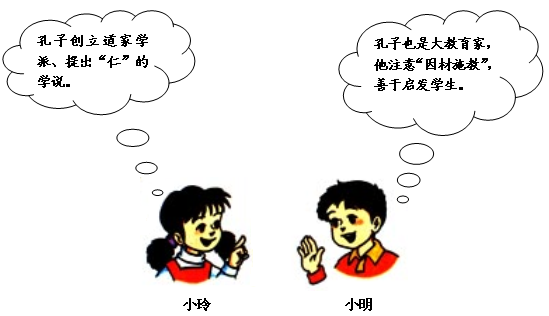 孔子创立道家学
派、提出“仁”的
学说。
孔子也是大教育家，
他注意“因材施教”，
善于启发学生。
小玲
小明